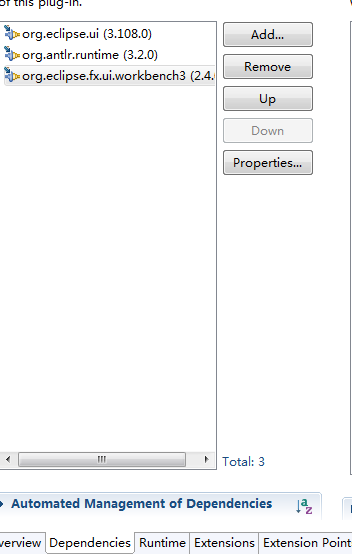 of this plug-in.
org.eclipse.ui (3.108.0)
org.antlr.runtime (3.2.0)
org.eclipse.fx.ui.workbench3 (2.4.
Add...
Remove
Up
Down
Properties...
Total: 3
Automated Management of Dependencies
verview Dependencies Runtime Extensions Extension Point